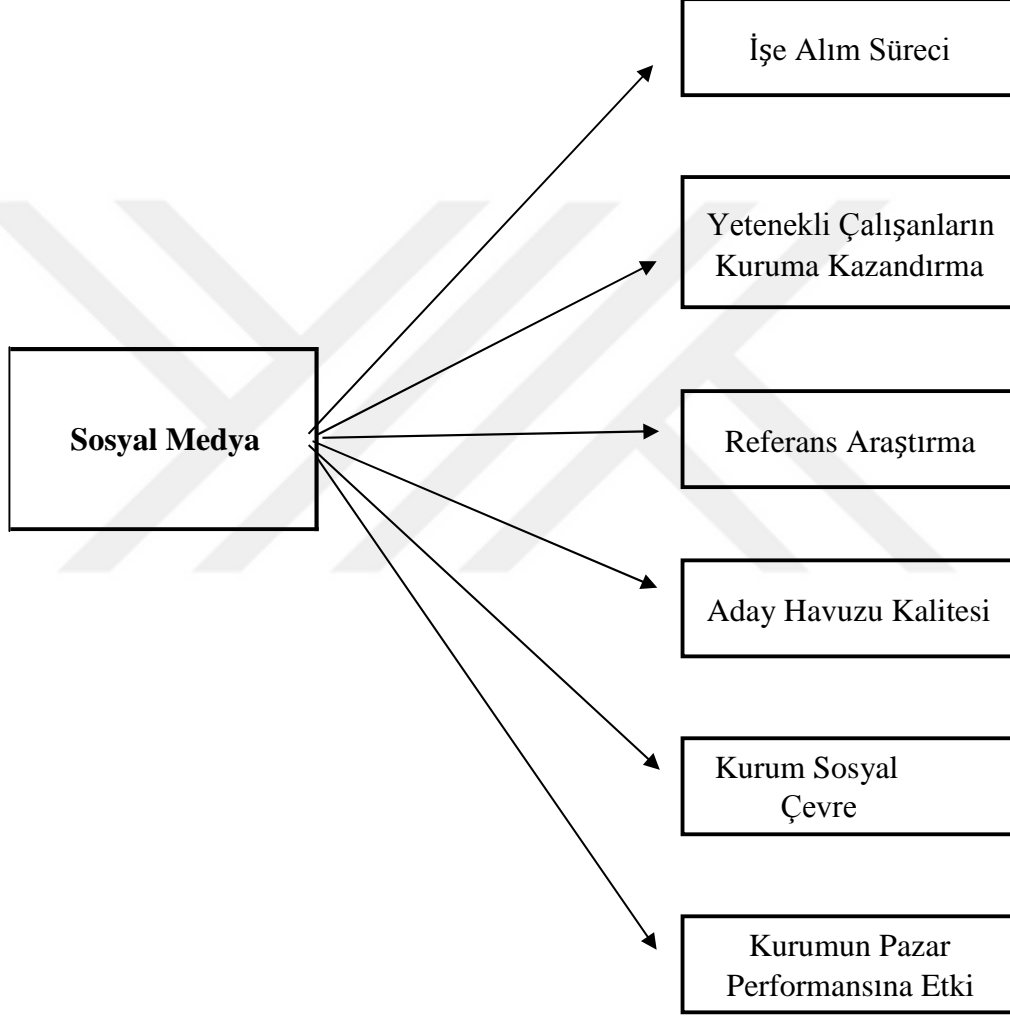 İşe Alım Süreci
Yetenekli Çalışanların
Kuruma Kazandırma
Sosyal Medya
Referans Araştırma
Aday Havuzu Kalitesi
Kurum Sosyal
Çevre
Kurumun Pazar
Performansına Etki